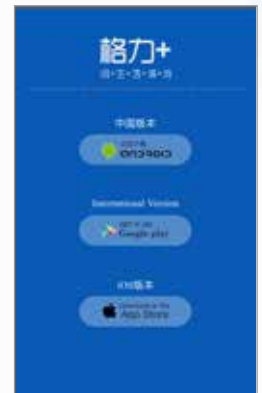 格力+
中国版本
ANDROID
International Version
GET IT ON
Google play
iOS版本
Download on the
App Store